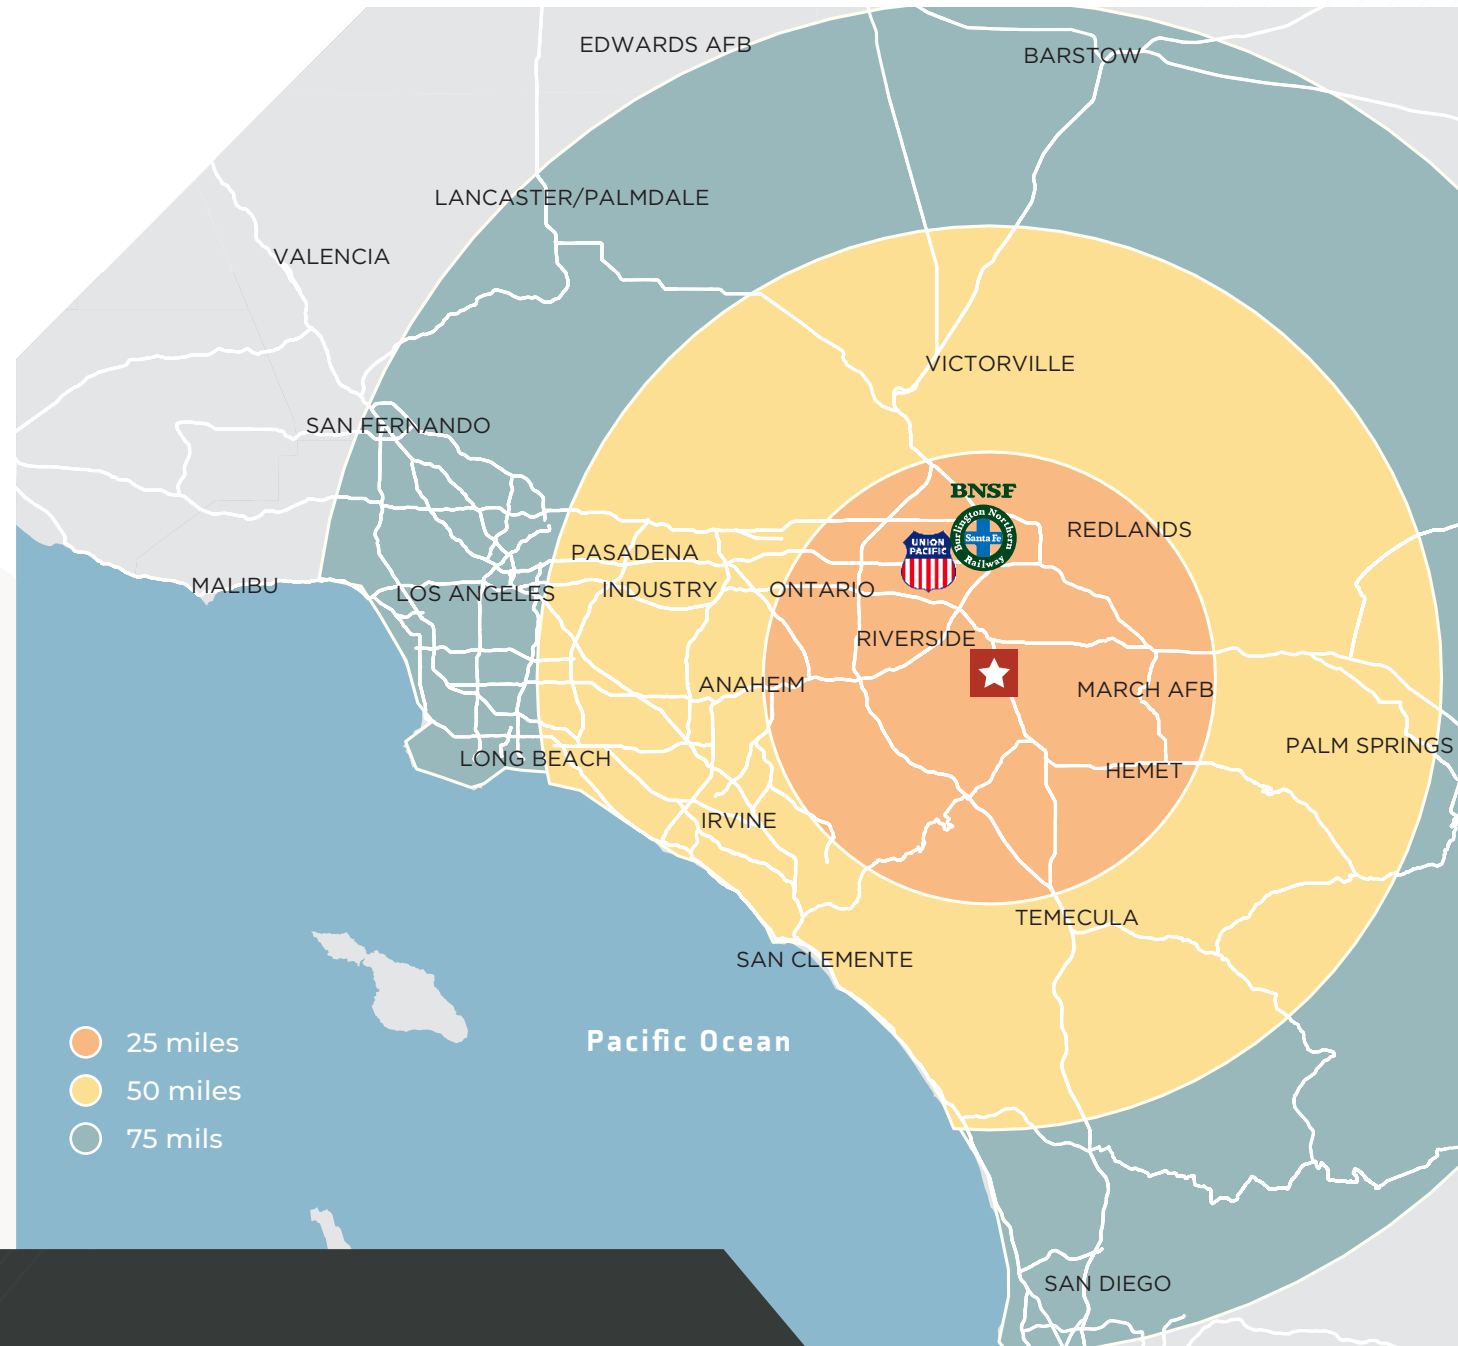 EDWARDS AFB
BARSTOW
LANCASTER/PALMDALE
VALENCIA
VICTORVILLE
SAN FERNANDO
BNSF
Burlington Northern
Santa Fe
Railway
UNION
PACIFIC
REDLANDS
PASADENA
MALIBU
LOS ANGELES
INDUSTRY
ONTARIO
RIVERSIDE
ANAHEIM
MARCH AFB
LONG BEACH
PALM SPRINGS
HEMET
IRVINE
TEMECULA
SAN CLEMENTE
Pacific Ocean
25 miles
50 miles
75 mils
SAN DIEGO